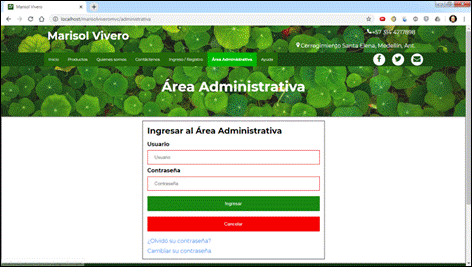 Marisol Vivero
localhost/marisolviveromvc/administrativa
Marisol Vivero
+57 314 4217898
Corregimiento Santa Elena, Medellín, Ant.
Inicio Productos Quienes somos Contáctenos Ingreso / Registro Área Administrativa Ayuda
Área Administrativa
Ingresar al Área Administrativa
Usuario
Usuario
Contraseña
Contraseña
Ingresar
Cancelar
¿Olvidó su contraseña?
Cambiar su contraseña